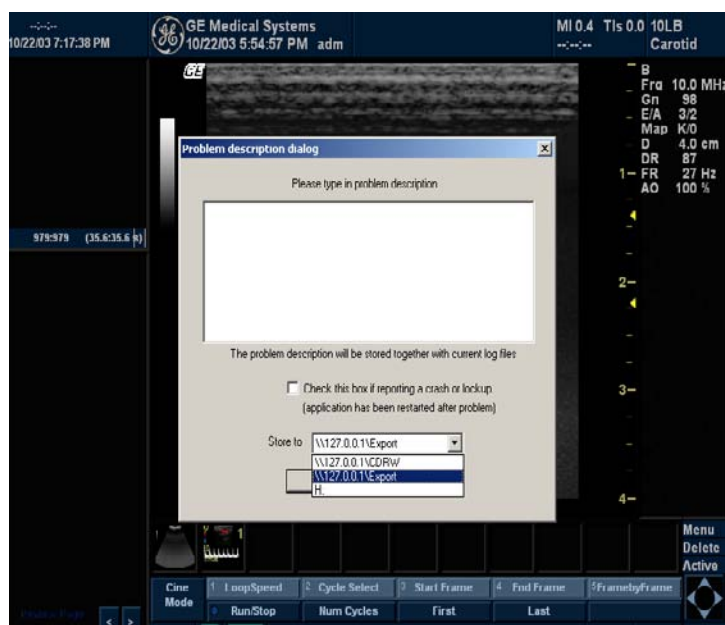 --:--:--
10/22/03 7:17:38 PM
GE Medical Systems
10/22/03 5:54:57 PM adm
MI 0.4 TIs 0.0 10LB
--:--:-- Carotid
GE
B
Frq 10.0 MHz
Gn 98
E/A 3/2
Map K/0
D 4.0 cm
DR 87
FR 27 Hz
AO 100 %
1
2
3
4
979:979 (35.6:35.6 s)
Problem description dialog
Please type in problem description
The problem description will be stored together with current log files
Check this box if reporting a crash or lockup
(application has been restarted after problem)
Store to \\127.0.0.1\Export
\\127.0.0.1\CDRW
\\127.0.0.1\Export
H:
1
Menu
Delete
Active
Cine Mode
1 LoopSpeed 2 Cycle Select 3 Start Frame 4 End Frame 5 FramebyFrame
Run/Stop Num Cycles First Last